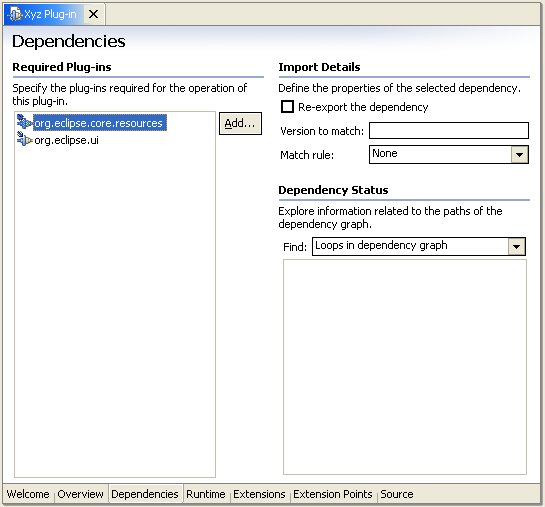 Xyz Plug-in
Dependencies
Required Plug-ins
Specify the plug-ins required for the operation of
this plug-in.
org.eclipse.core.resources
org.eclipse.ui
Add...
Import Details
Define the properties of the selected dependency.
Re-export the dependency
Version to match:
Match rule: None
Dependency Status
Explore information related to the paths of the
dependency graph.
Find: Loops in dependency graph
Welcome Overview Dependencies Runtime Extensions Extension Points Source